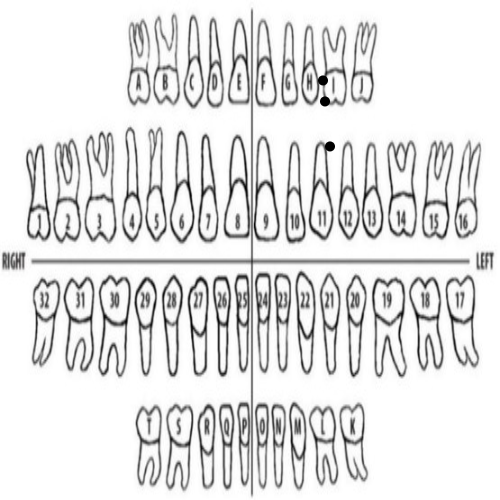 A B C D E F G H I J
1 2 3 4 5 6 7 8 9 10 11 12 13 14 15 16
RIGHT LEFT
32 31 30 29 28 27 26 25 24 23 22 21 20 19 18 17
T S R Q P O N M L K